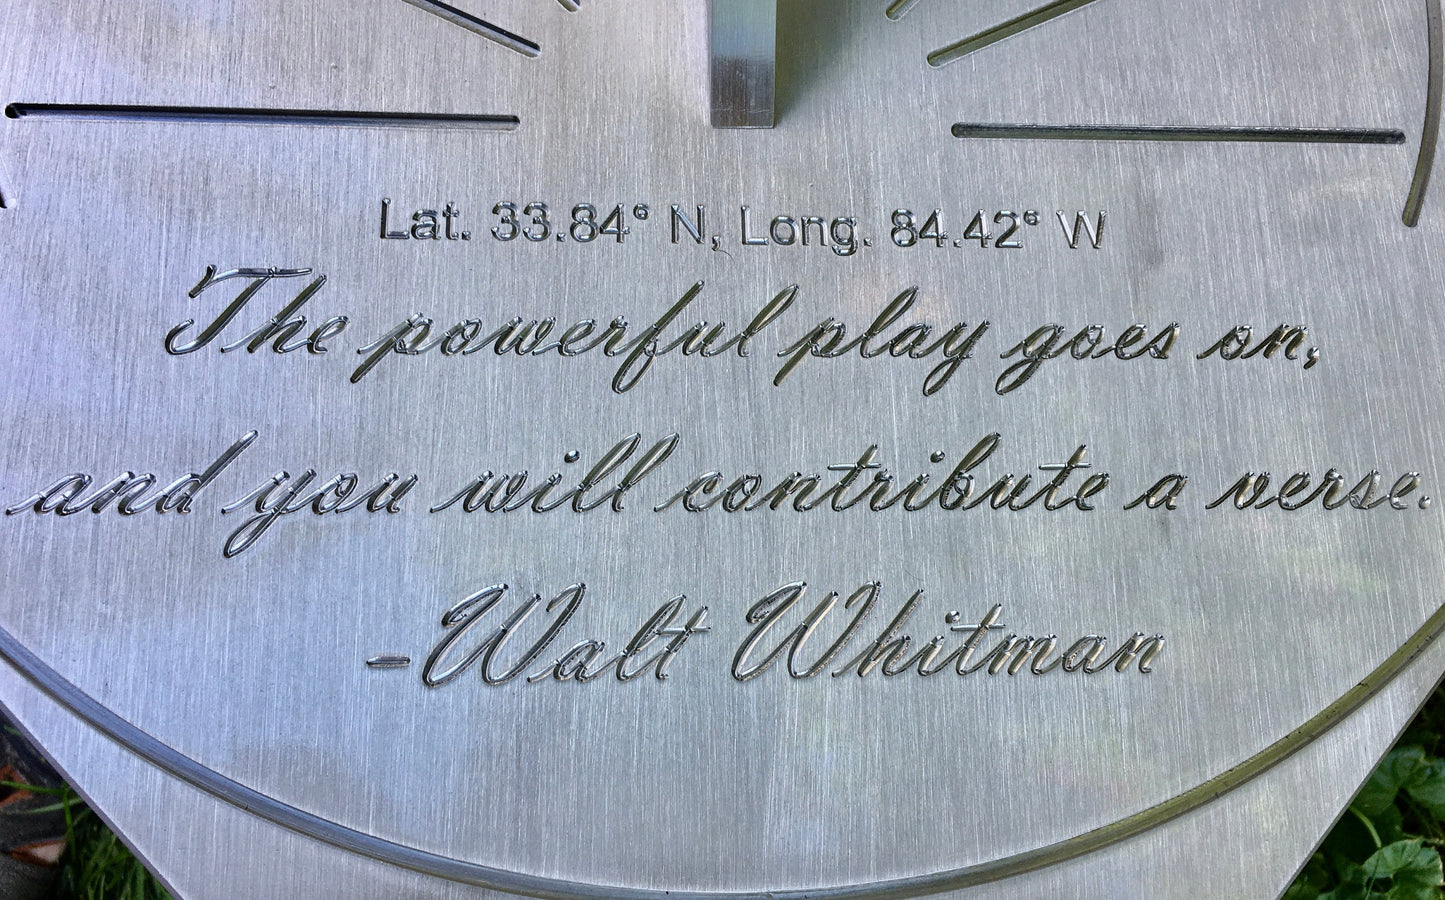 Lat. 33.84° N, Long. 84.42° W
The powerful play goes on,
and you will contribute a verse.
-Walt Whitman